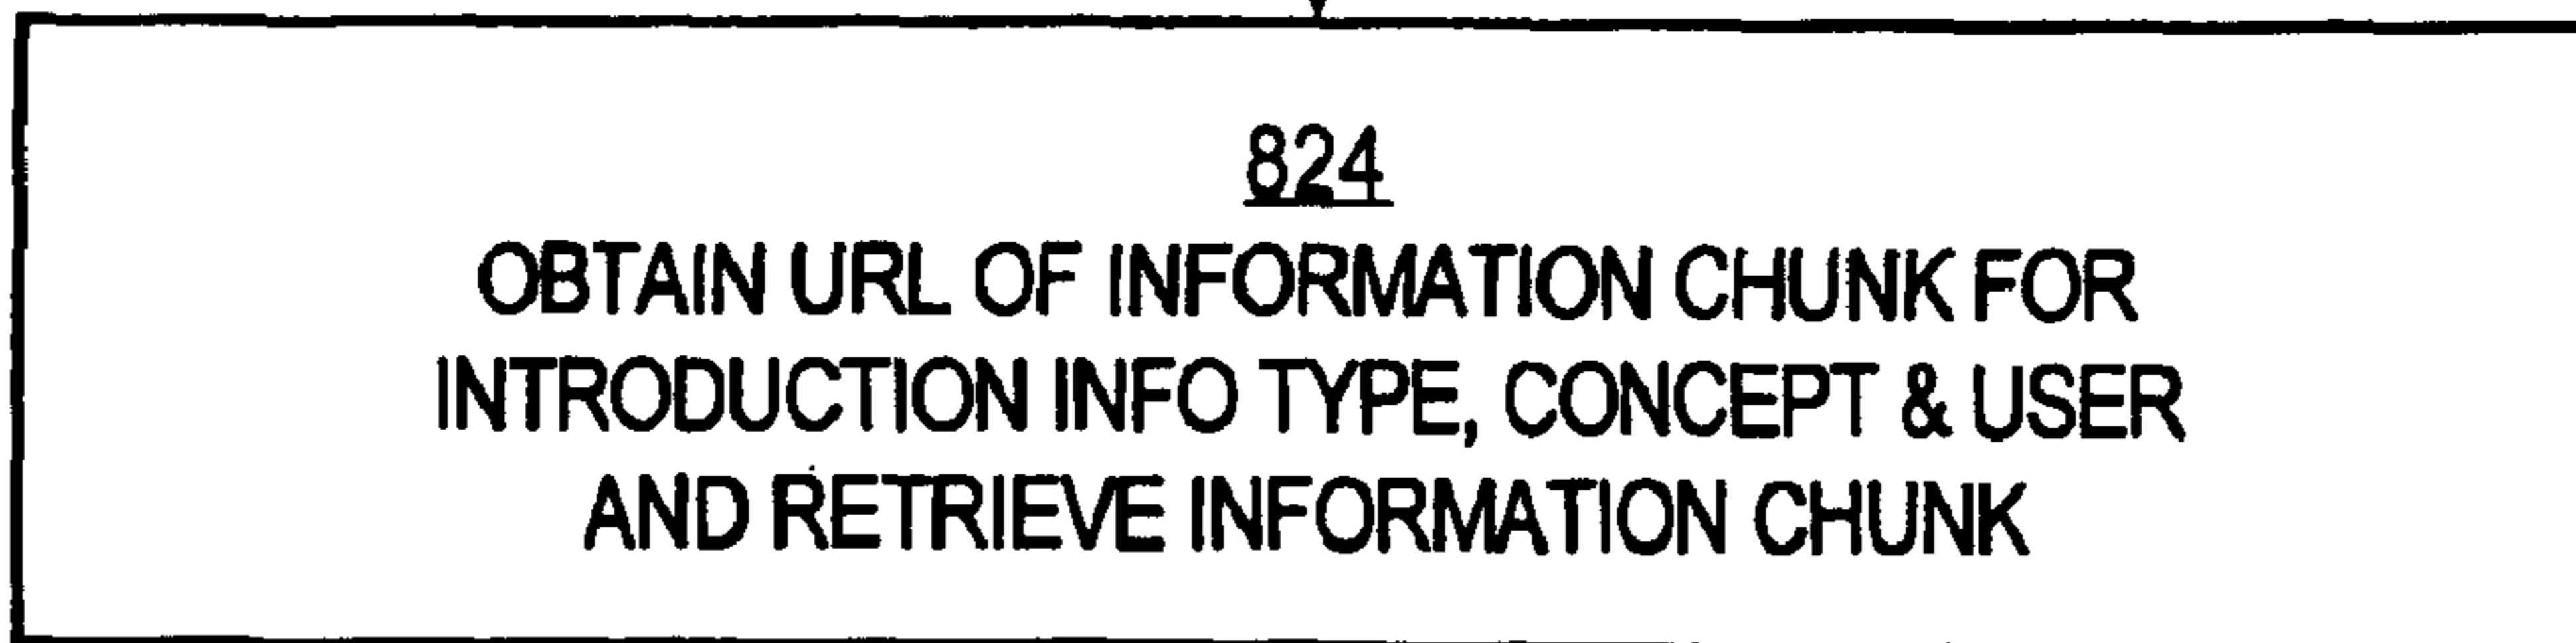 824
OBTAIN URL OF INFORMATION CHUNK FOR
INTRODUCTION INFO TYPE, CONCEPT & USER
AND RETRIEVE INFORMATION CHUNK